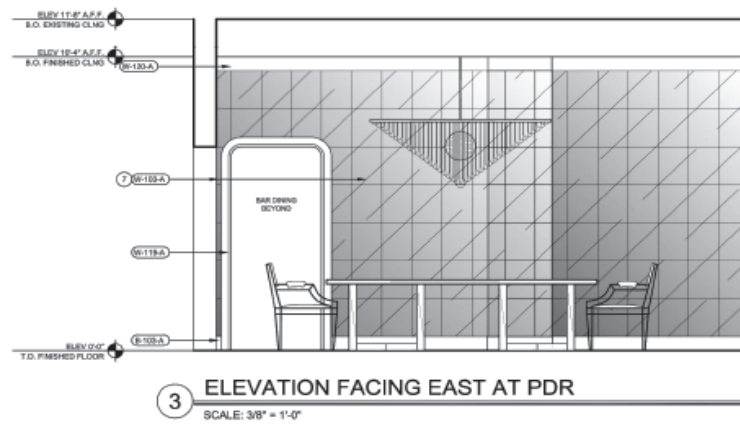 ELEV 11'-8" A.F.F.
B.O. EXISTING CLNG
ELEV 10'-4" A.F.F.
B.O. FINISHED CLNG
W-120-A
7 W-103-A
BAR DINING
BEYOND
W-119-A
B-103-A
ELEV 0'-0"
T.O. FINISHED FLOOR
3 ELEVATION FACING EAST AT PDR
SCALE: 3/8" = 1'-0"